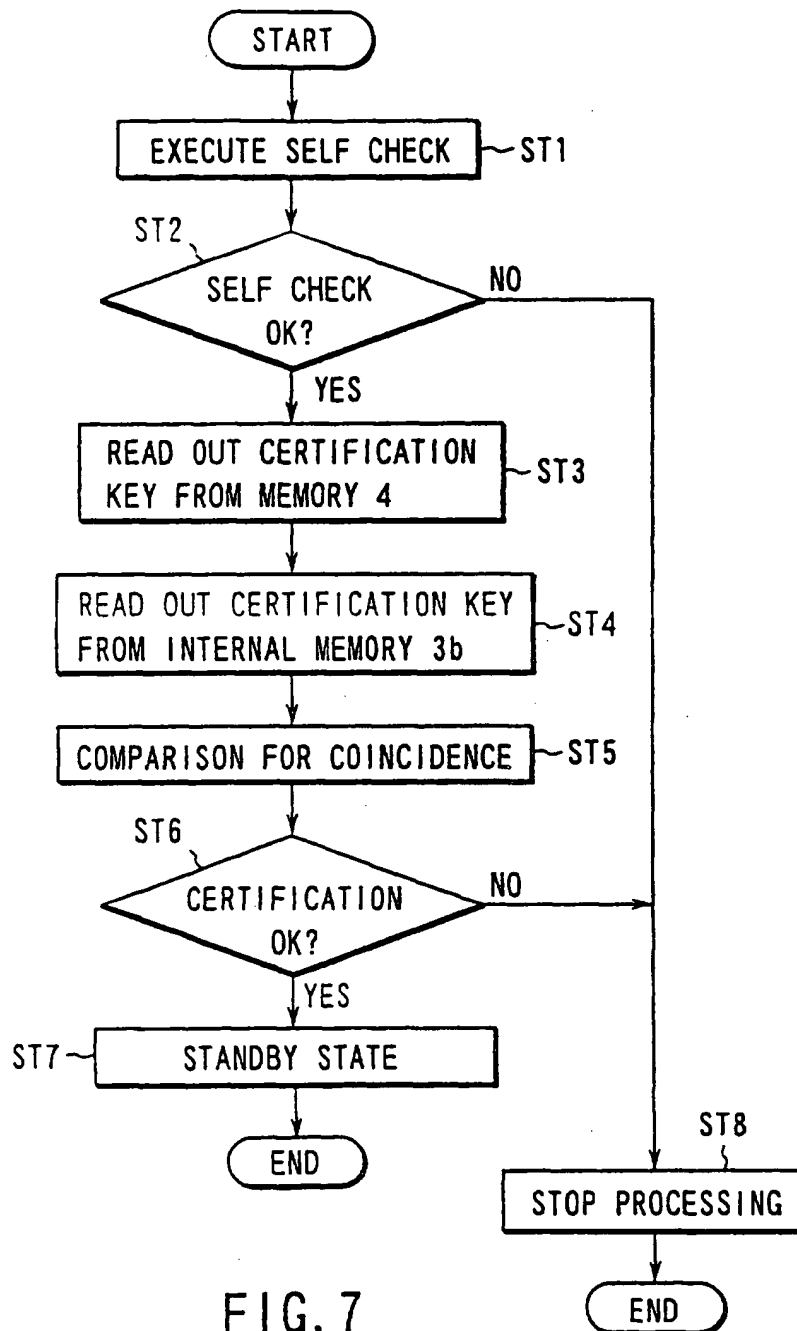 START
EXECUTE SELF CHECK
ST1
ST2
SELF CHECK
OK?
NO
YES
READ OUT CERTIFICATION
KEY FROM MEMORY 4
ST3
READ OUT CERTIFICATION KEY
FROM INTERNAL MEMORY 3b
ST4
COMPARISON FOR COINCIDENCE
ST5
ST6
CERTIFICATION
OK?
NO
YES
ST7
STANDBY STATE
END
ST8
STOP PROCESSING
END
FIG. 7